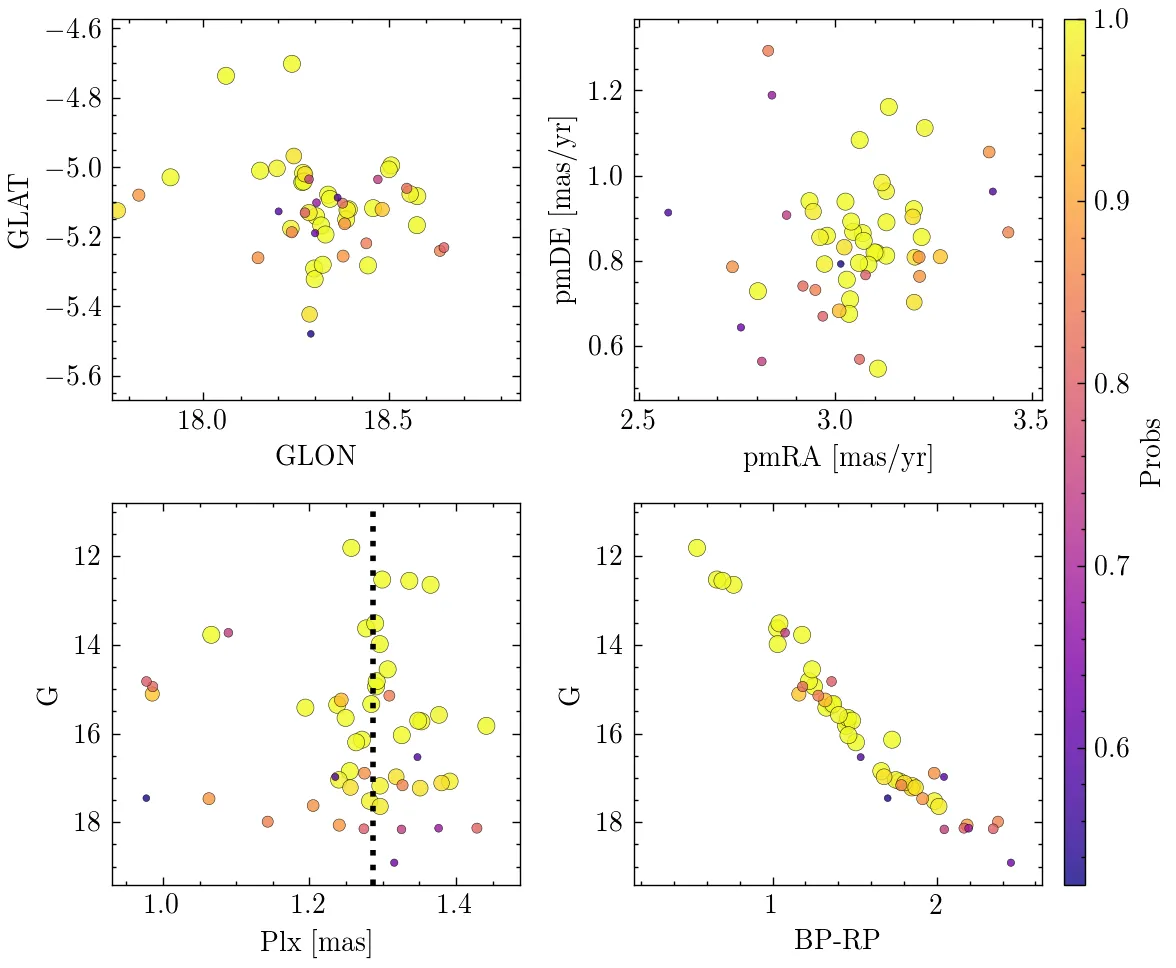 GLAT
−4.6
−4.8
−5.0
−5.2
−5.4
−5.6
18.0 18.5
GLON
pmDE [mas/yr]
1.2
1.0
0.8
0.6
2.5 3.0 3.5
pmRA [mas/yr]
G
12
14
16
18
1.0 1.2 1.4
Plx [mas]
G
12
14
16
18
1 2
BP-RP
1.0
0.9
0.8
0.7
0.6
Probs